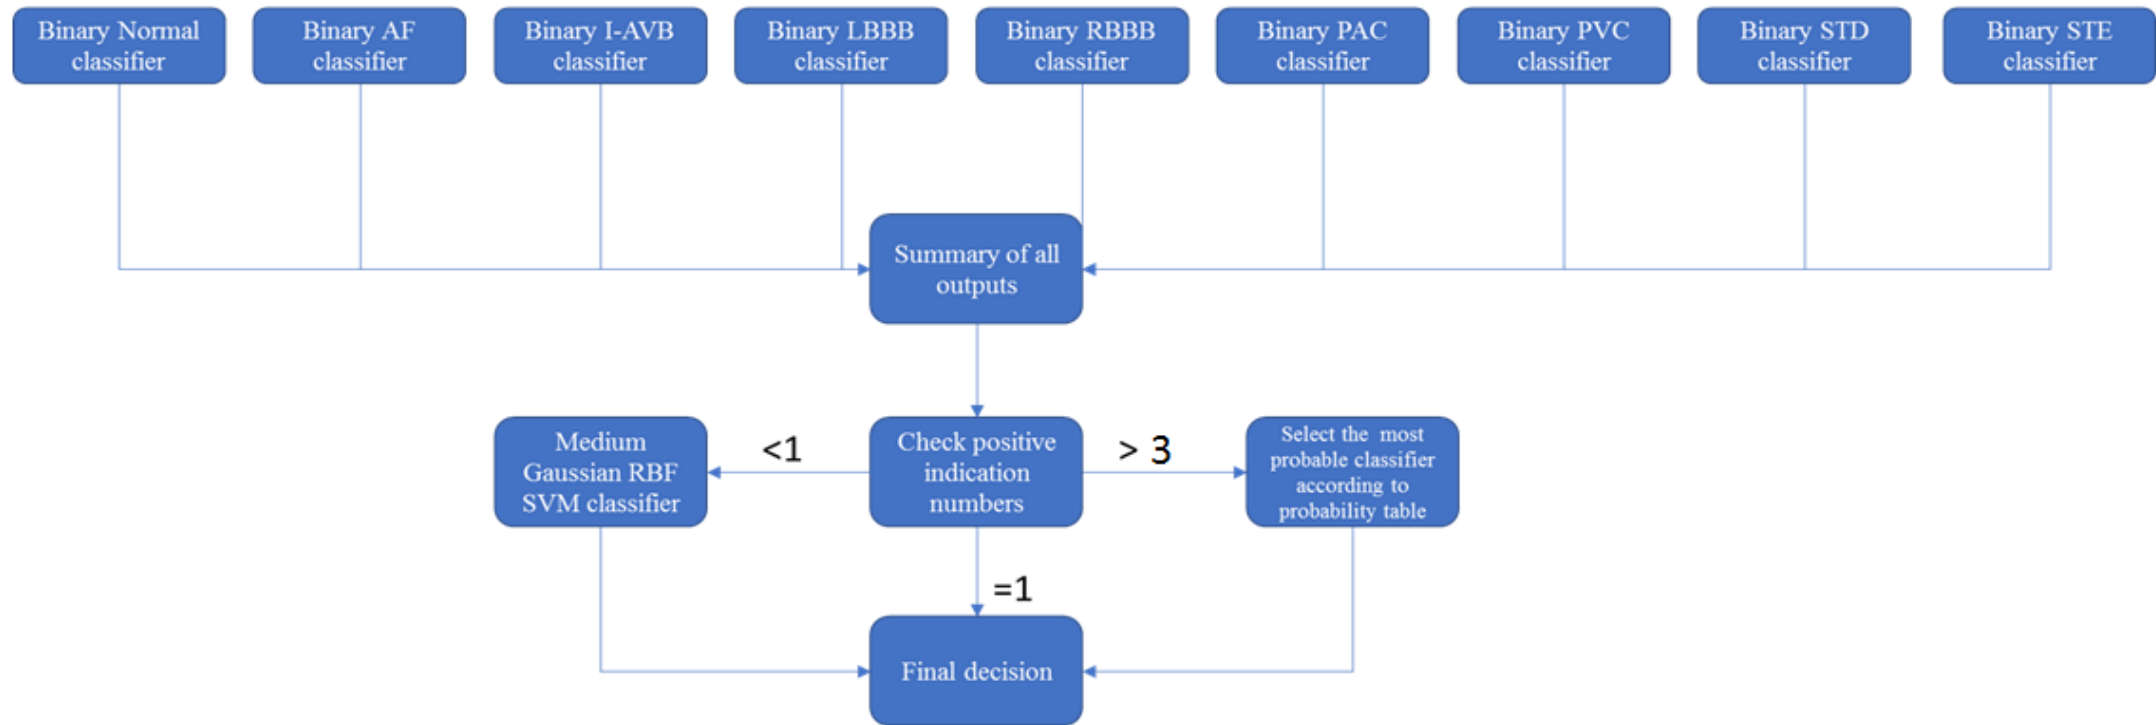 Binary Normal
classifier
Binary AF
classifier
Binary I-AVB
classifier
Binary LBBB
classifier
Binary RBBB
classifier
Binary PAC
classifier
Binary PVC
classifier
Binary STD
classifier
Binary STE
classifier
Summary of all
outputs
Medium
Gaussian RBF
SVM classifier
<1
Check positive
indication
numbers
> 3
Select the most
probable classifier
according to
probability table
=1
Final decision